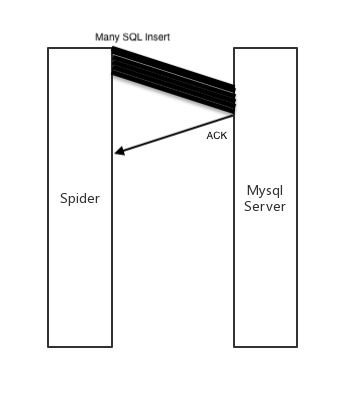 Many SQL Insert
ACK
Spider
Mysql
Server